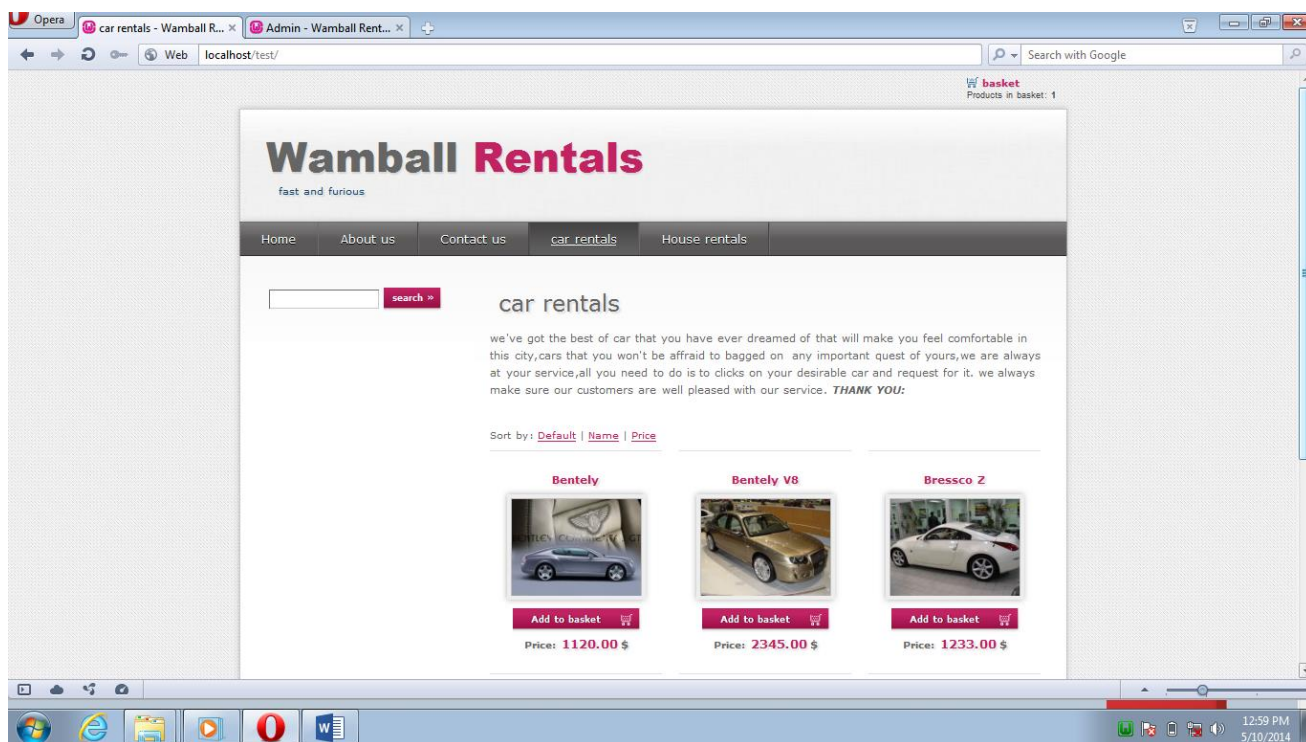 Opera
car rentals - Wamball R...
Admin - Wamball Rent...
Web
localhost/test/
Search with Google
basket
Products in basket: 1
Wamball Rentals
fast and furious
Home
About us
Contact us
car rentals
House rentals
search »
car rentals
we've got the best of car that you have ever dreamed of that will make you feel comfortable in
this city,cars that you won't be affraid to bagged on any important quest of yours,we are always
at your service,all you need to do is to clicks on your desirable car and request for it. we always
make sure our customers are well pleased with our service. THANK YOU:
Sort by: Default | Name | Price
Bentely
Bentely V8
Bressco Z
Add to basket
Add to basket
Add to basket
Price: 1120.00 $
Price: 2345.00 $
Price: 1233.00 $
12:59 PM
5/10/2014